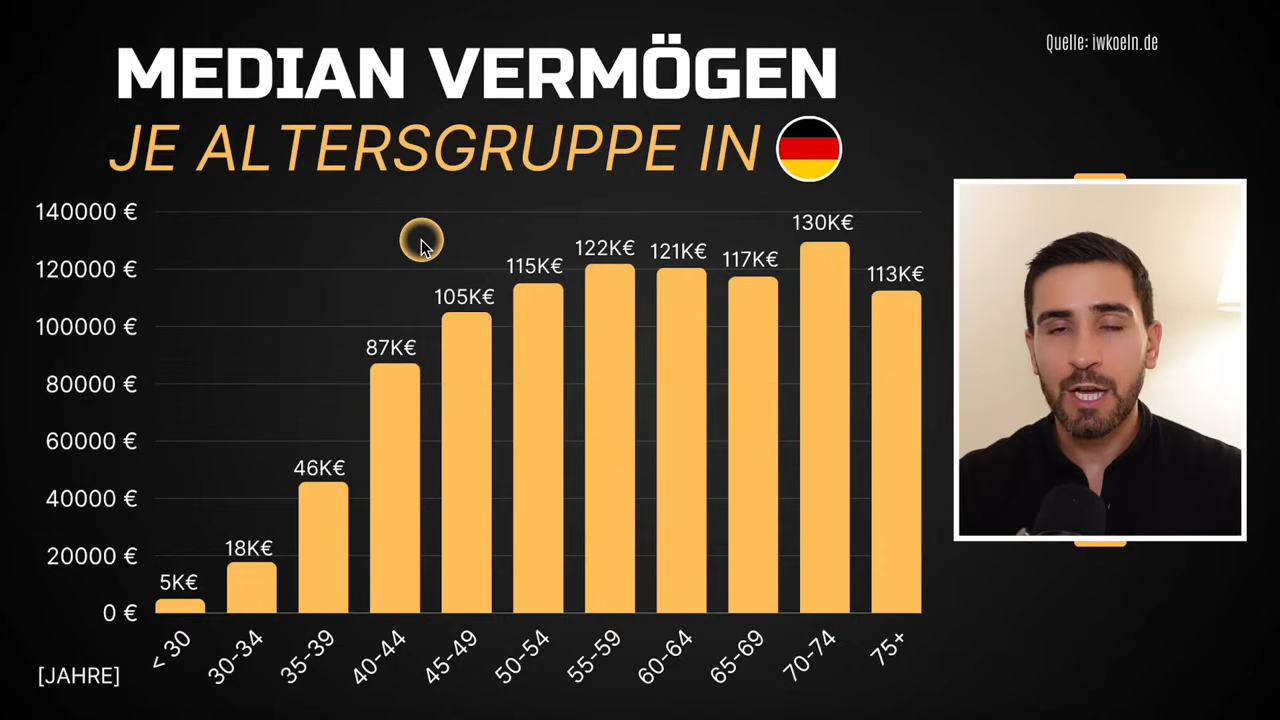 Quelle: iwkoeln.de
MEDIAN VERMÖGEN
JE ALTERSGRUPPE IN
140000 €
120000 €
100000 €
80000 €
60000 €
40000 €
20000 €
0 €
5K€
18K€
46K€
87K€
105K€
115K€
122K€
121K€
117K€
130K€
113K€
< 30
30-34
35-39
40-44
45-49
50-54
55-59
60-64
65-69
70-74
75+
[JAHRE]